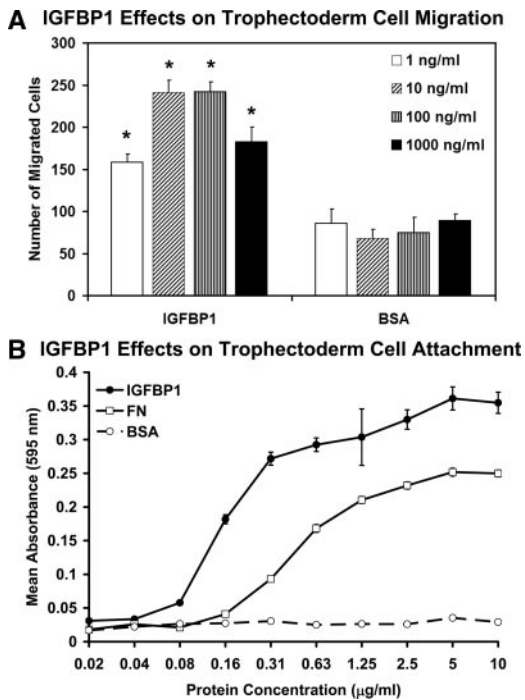 A IGFBP1 Effects on Trophectoderm Cell Migration
Number of Migrated Cells
300
250
200
150
100
50
0
* * * *
1 ng/ml
10 ng/ml
100 ng/ml
1000 ng/ml
IGFBP1 BSA
B IGFBP1 Effects on Trophectoderm Cell Attachment
Mean Absorbance (595 nm)
0.4
0.35
0.3
0.25
0.2
0.15
0.1
0.05
0
IGFBP1
FN
BSA
0.02 0.04 0.08 0.16 0.31 0.63 1.25 2.5 5 10
Protein Concentration (µg/ml)